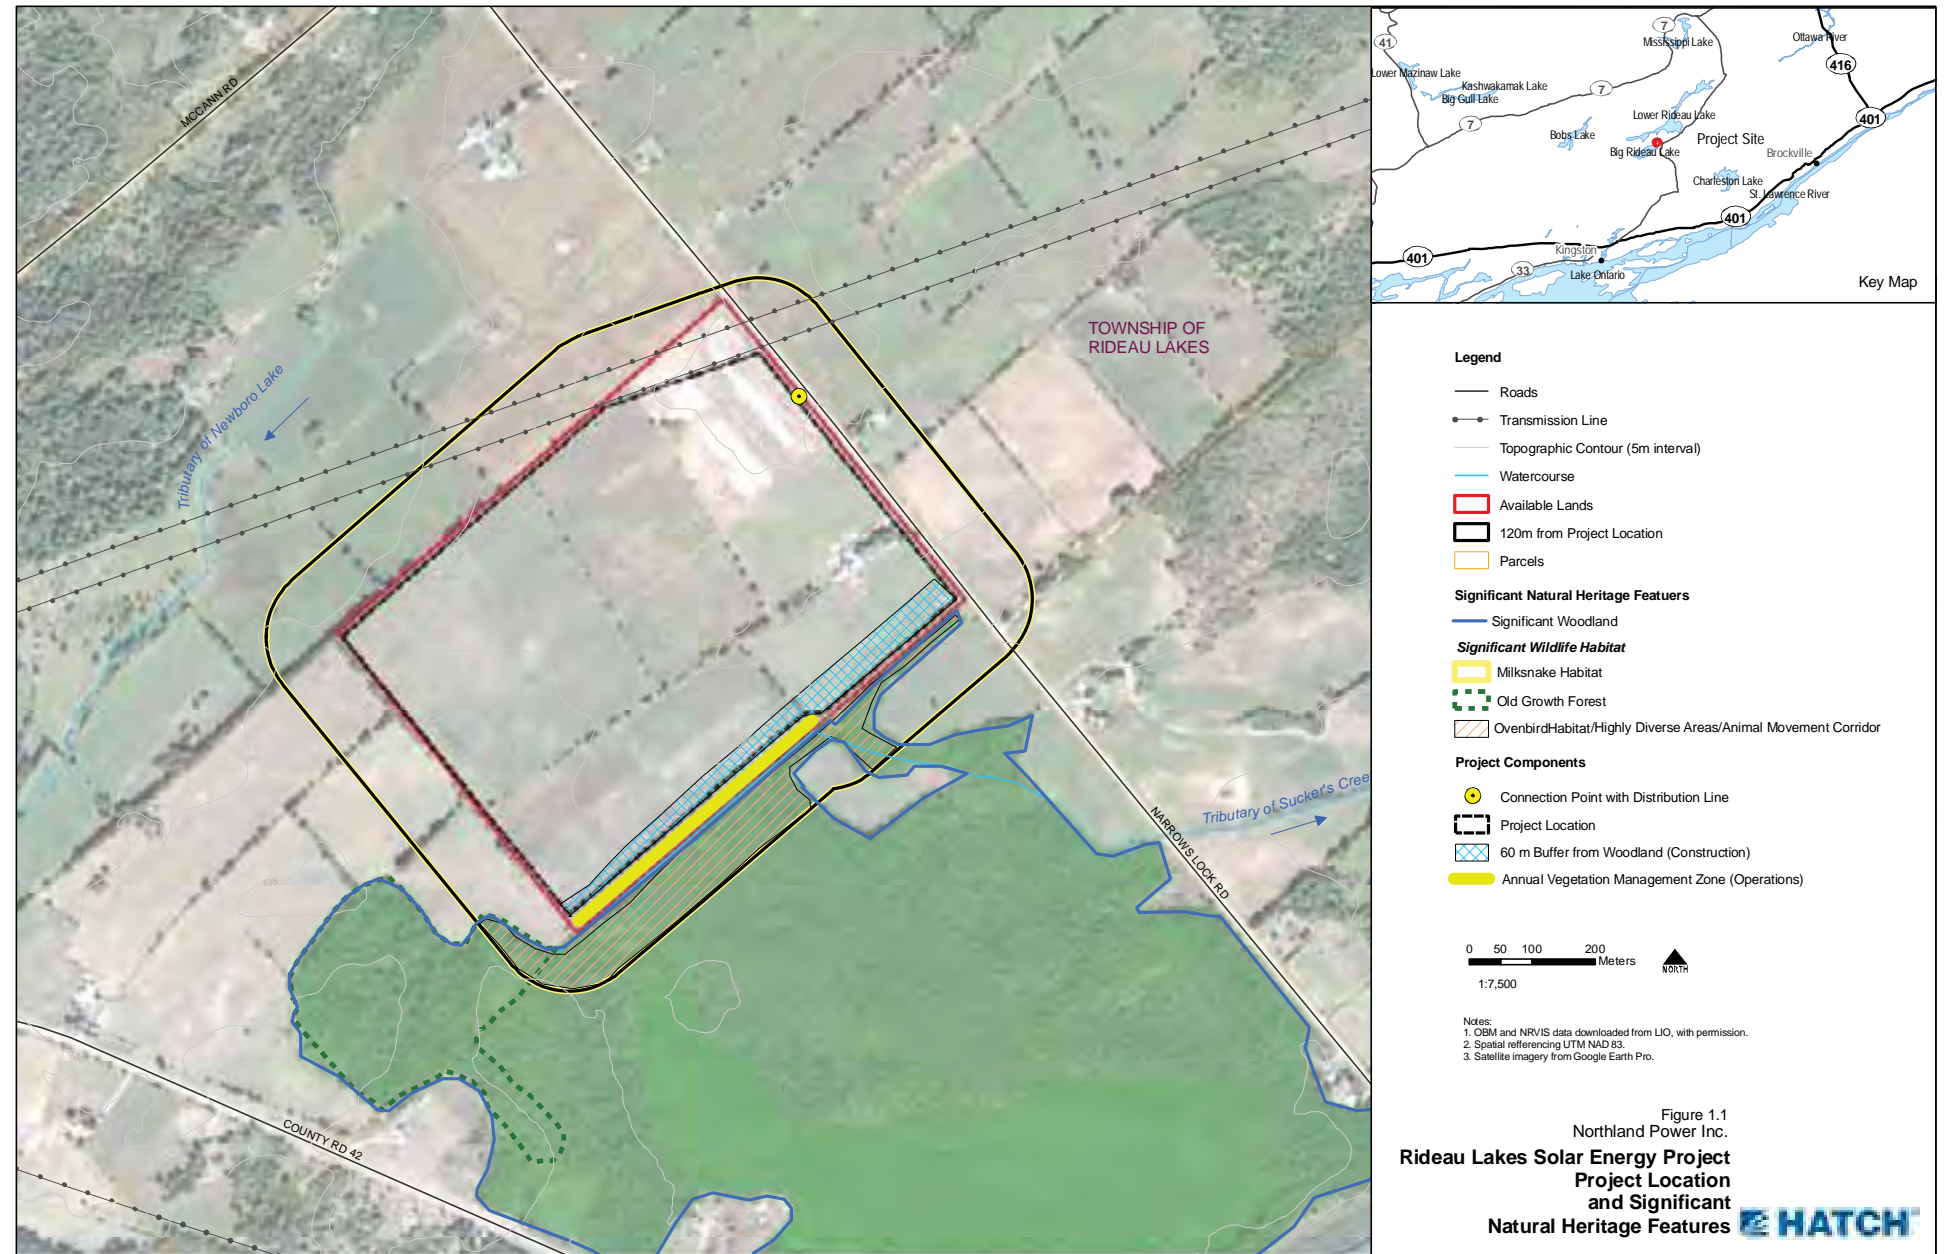 MCCANN RD
Tributary of Newboro Lake
TOWNSHIP OF
RIDEAU LAKES
NARROWS LOCK RD
Tributary of Sucker's Cree
135
COUNTY RD 42
7
41
Mississippi Lake
Ottawa River
416
Lower Mazinaw Lake
Kashwakamak Lake
Big Gull Lake
7
7
Lower Rideau Lake
401
Bobs Lake
Project Site
Big Rideau Lake
Brockville
Charleston Lake
St. Lawrence River
401
Kingston
401
33
Lake Ontario
Key Map
Legend
Roads
Transmission Line
Topographic Contour (5m interval)
Watercourse
Available Lands
120m from Project Location
Parcels
Significant Natural Heritage Featuers
Significant Woodland
Significant Wildlife Habitat
Milksnake Habitat
Old Growth Forest
OvenbirdHabitat/Highly Diverse Areas/Animal Movement Corridor
Project Components
Connection Point with Distribution Line
Project Location
60 m Buffer from Woodland (Construction)
Annual Vegetation Management Zone (Operations)
0 50 100 200
Meters
NORTH
1:7,500
Notes:
1. OBM and NRVIS data downloaded from LIO, with permission.
2. Spatial refferencing UTM NAD 83.
3. Satellite imagery from Google Earth Pro.
Figure 1.1
Northland Power Inc.
Rideau Lakes Solar Energy Project
Project Location
and Significant
Natural Heritage Features
HATCH